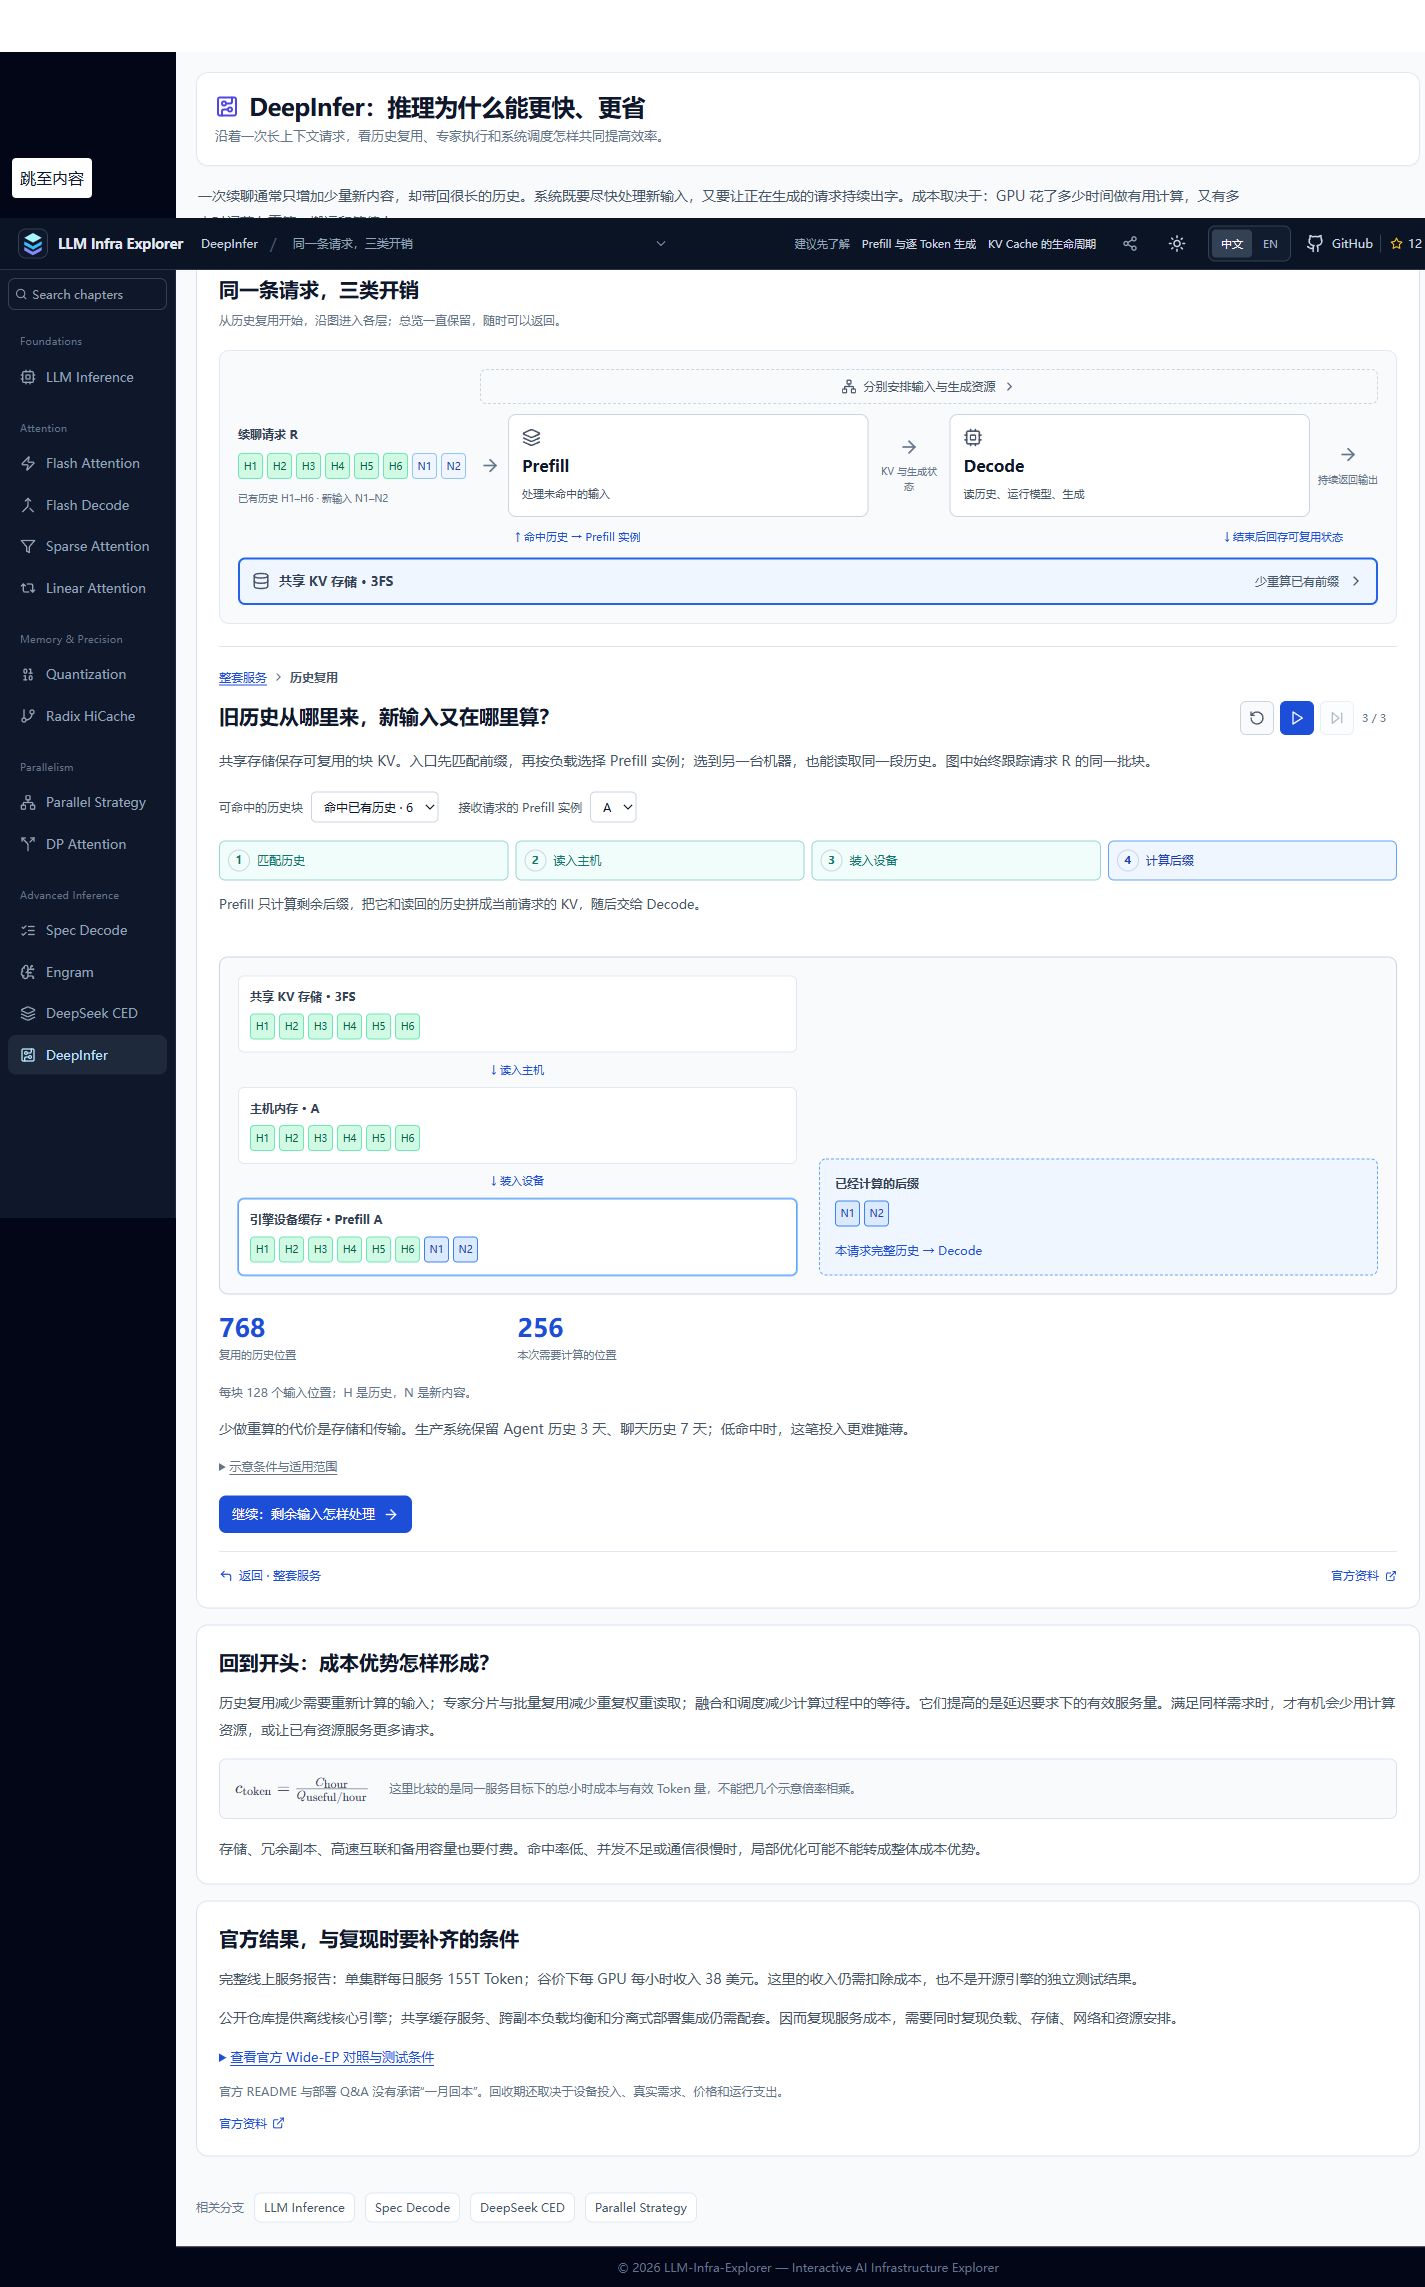 DeepInfer：推理为什么能更快、更省
沿着一次长上下文请求，看历史复用、专家执行和系统调度怎样共同提高效率。
跳至内容
一次续聊通常只增加少量新内容，却带回很长的历史。系统既要尽快处理新输入，又要让正在生成的请求持续出字。成本取决于：GPU 花了多少时间做有用计算，又有多
LLM Infra Explorer
DeepInfer / 同一条请求，三类开销
建议先了解 Prefill 与逐 Token 生成 KV Cache 的生命周期
中文 EN
GitHub
12
Search chapters
Foundations
LLM Inference
Attention
Flash Attention
Flash Decode
Sparse Attention
Linear Attention
Memory & Precision
Quantization
Radix HiCache
Parallelism
Parallel Strategy
DP Attention
Advanced Inference
Spec Decode
Engram
DeepSeek CED
DeepInfer
同一条请求，三类开销
从历史复用开始，沿图进入各层；总览一直保留，随时可以返回。
分别安排输入与生成资源
续聊请求 R
H1 H2 H3 H4 H5 H6 N1 N2
已有历史 H1–H6 · 新输入 N1–N2
Prefill
处理未命中的输入
KV 与生成状
态
Decode
读历史、运行模型、生成
持续返回输出
↑ 命中历史 → Prefill 实例
↓ 结束后回存可复用状态
共享 KV 存储 • 3FS
少重算已有前缀
整套服务 > 历史复用
旧历史从哪里来，新输入又在哪里算？
3 / 3
共享存储保存可复用的块 KV。入口先匹配前缀，再按负载选择 Prefill 实例；选到另一台机器，也能读取同一段历史。图中始终跟踪请求 R 的同一批块。
可命中的历史块 命中已有历史 · 6 接收请求的 Prefill 实例 A
1 匹配历史
2 读入主机
3 装入设备
4 计算后缀
Prefill 只计算剩余后缀，把它和读回的历史拼成当前请求的 KV，随后交给 Decode。
共享 KV 存储 • 3FS
H1 H2 H3 H4 H5 H6
↓ 读入主机
主机内存 • A
H1 H2 H3 H4 H5 H6
↓ 装入设备
引擎设备缓存 • Prefill A
H1 H2 H3 H4 H5 H6 N1 N2
已经计算的后缀
N1 N2
本请求完整历史 → Decode
768
复用的历史位置
256
本次需要计算的位置
每块 128 个输入位置；H 是历史，N 是新内容。
少做重算的代价是存储和传输。生产系统保留 Agent 历史 3 天、聊天历史 7 天；低命中时，这笔投入更难摊薄。
示意条件与适用范围
继续：剩余输入怎样处理 →
返回 · 整套服务
官方资料
回到开头：成本优势怎样形成？
历史复用减少需要重新计算的输入；专家分片与批量复用减少重复权重读取；融合和调度减少计算过程中的等待。它们提高的是延迟要求下的有效服务量。满足同样需求时，才有机会少用计算
资源，或让已有资源服务更多请求。
c_token = C_hour / Q_useful/hour 这里比较的是同一服务目标下的总小时成本与有效 Token 量，不能把几个示意倍率相乘。
存储、冗余副本、高速互联和备用容量也要付费。命中率低、并发不足或通信很慢时，局部优化可能不能转成整体成本优势。
官方结果，与复现时要补齐的条件
完整线上服务报告：单集群每日服务 155T Token；谷价下每 GPU 每小时收入 38 美元。这里的收入仍需扣除成本，也不是开源引擎的独立测试结果。
公开仓库提供离线核心引擎；共享缓存服务、跨副本负载均衡和分离式部署集成仍需配套。因而复现服务成本，需要同时复现负载、存储、网络和资源安排。
查看官方 Wide-EP 对照与测试条件
官方 README 与部署 Q&A 没有承诺“一月回本”。回收期还取决于设备投入、真实需求、价格和运行支出。
官方资料
相关分支 LLM Inference Spec Decode DeepSeek CED Parallel Strategy
© 2026 LLM-Infra-Explorer — Interactive AI Infrastructure Explorer